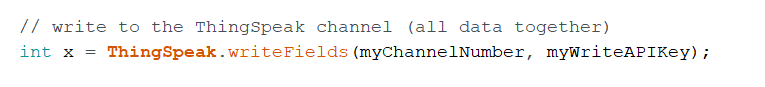 // write to the ThingSpeak channel (all data together)
int x = ThingSpeak.writeFields(myChannelNumber, myWriteAPIKey);